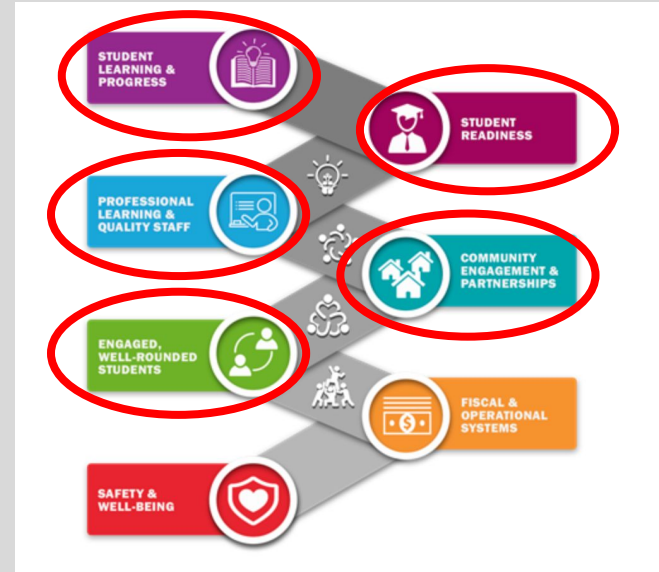 STUDENT
LEARNING &
PROGRESS
STUDENT
READINESS
PROFESSIONAL
LEARNING &
QUALITY STAFF
COMMUNITY
ENGAGEMENT &
PARTNERSHIPS
ENGAGED,
WELL-ROUNDED
STUDENTS
FISCAL &
OPERATIONAL
SYSTEMS
$
SAFETY &
WELL-BEING